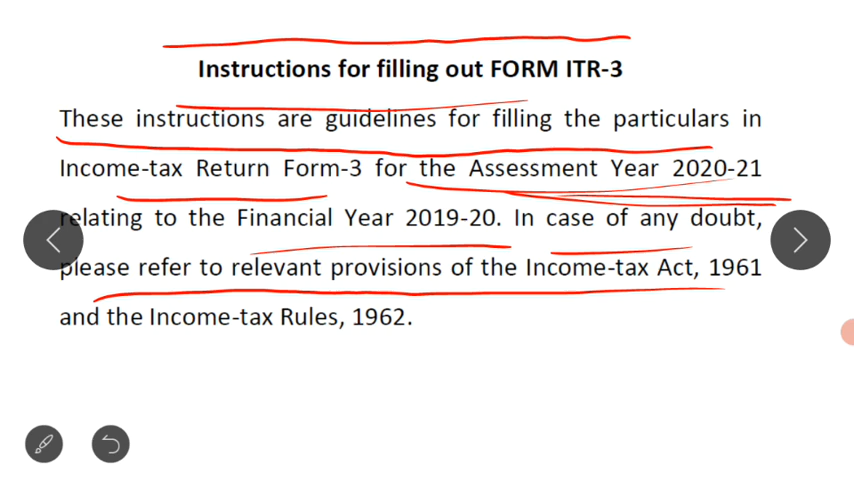 Instructions for filling out FORM ITR-3
These instructions are guidelines for filling the particulars in
Income-tax Return Form-3 for the Assessment Year 2020-21
relating to the Financial Year 2019-20. In case of any doubt,
please refer to relevant provisions of the Income-tax Act, 1961
and the Income-tax Rules, 1962.